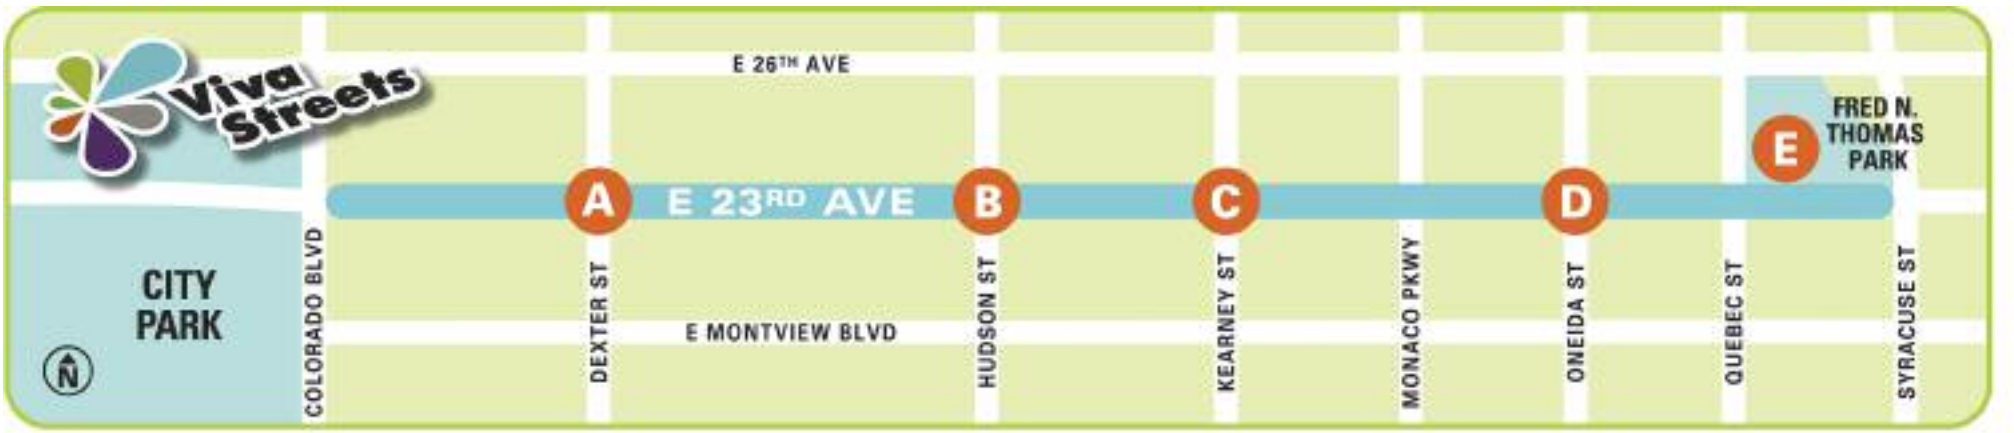 Viva
Streets
E 26TH AVE
FRED N.
THOMAS
PARK
E
A
E 23RD AVE
B
C
D
CITY
PARK
N
COLORADO BLVD
DEXTER ST
E MONTVIEW BLVD
HUDSON ST
KEARNEY ST
MONACO PKWY
ONEIDA ST
QUEBEC ST
SYRACUSE ST